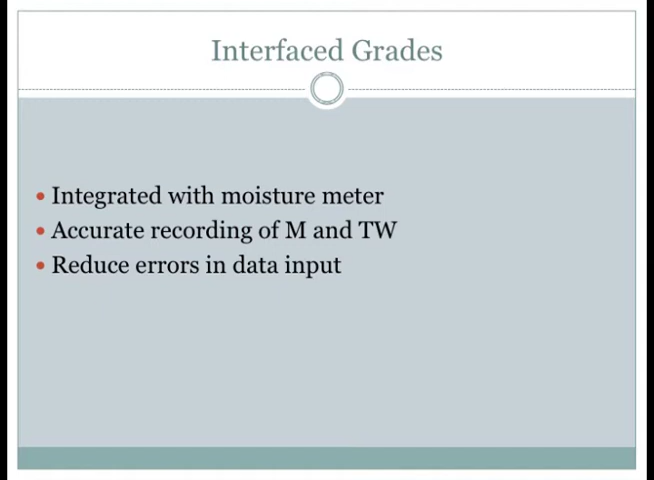 Interfaced Grades
• Integrated with moisture meter
• Accurate recording of M and TW
• Reduce errors in data input